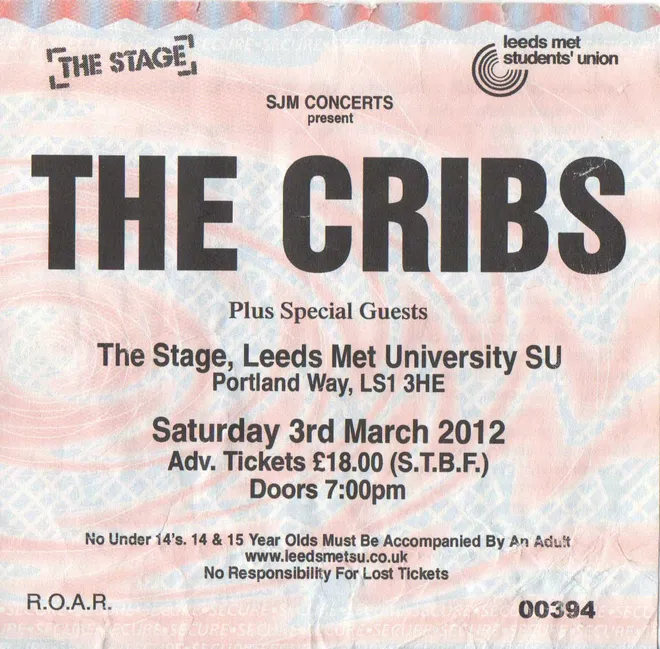 SECURE•SECURE•SECURE
THE STAGE
leeds met
students' union
SJM CONCERTS
present
THE CRIBS
Plus Special Guests
The Stage, Leeds Met University SU
Portland Way, LS1 3HE
Saturday 3rd March 2012
Adv. Tickets £18.00 (S.T.B.F.)
Doors 7:00pm
No Under 14's. 14 & 15 Year Olds Must Be Accompanied By An Adult
www.leedsmetsu.co.uk
No Responsibility For Lost Tickets
R.O.A.R.
00394